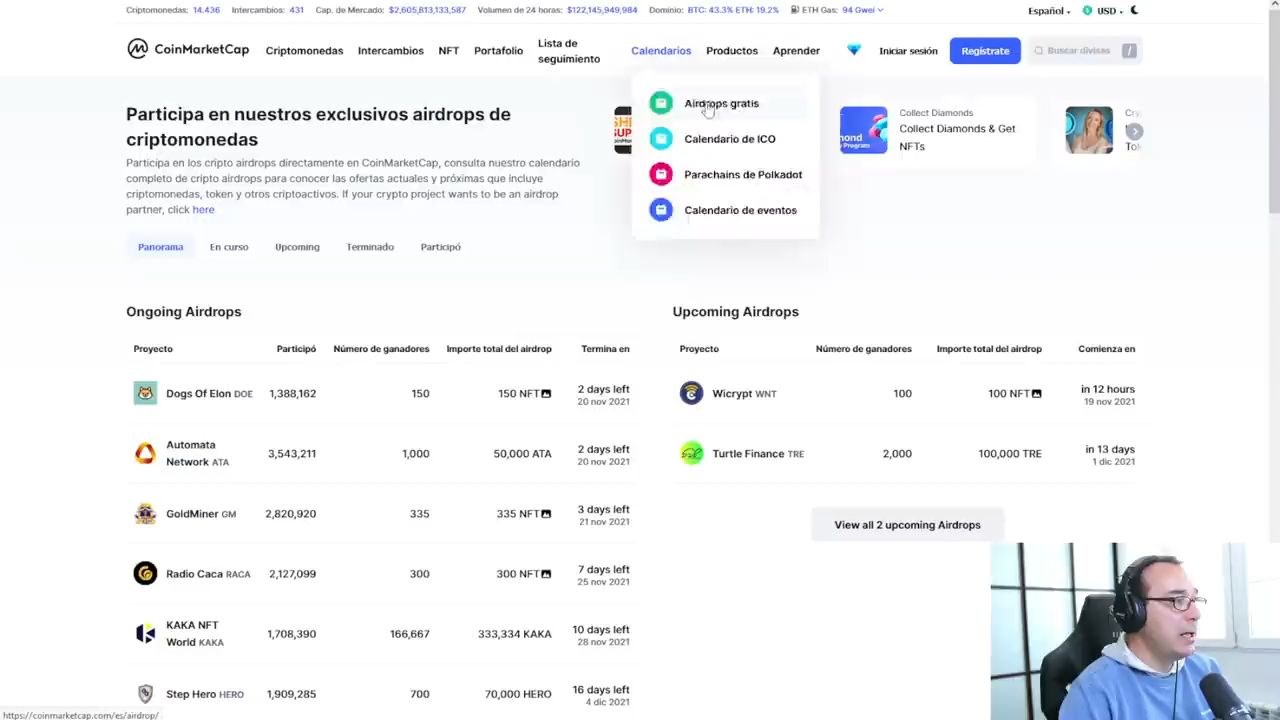 Criptomonedas: 14.436 Intercambios: 431 Cap. de Mercado: $2,605,813,133,587 Volumen de 24 horas: $122,145,949,984 Dominio: BTC: 43.3% ETH: 19.2% ETH Gas: 94 Gwei
Español USD
CoinMarketCap Criptomonedas Intercambios NFT Portafolio Lista de seguimiento Calendarios Productos Aprender Iniciar sesión Regístrate Buscar divisas /
Airdrops gratis
Calendario de ICO
Parachains de Polkadot
Calendario de eventos
Participa en nuestros exclusivos airdrops de
criptomonedas
Participa en los cripto airdrops directamente en CoinMarketCap, consulta nuestro calendario
completo de cripto airdrops para conocer las ofertas actuales y próximas que incluye
criptomonedas, token y otros criptoactivos. If your crypto project wants to be an airdrop
partner, click here
Collect Diamonds
Collect Diamonds & Get
NFTs
Panorama En curso Upcoming Terminado Participó
Ongoing Airdrops
Proyecto Participó Número de ganadores Importe total del airdrop Termina en
Dogs Of Elon DOE 1,388,162 150 150 NFT 2 days left
20 nov 2021
Automata Network ATA 3,543,211 1,000 50,000 ATA 2 days left
20 nov 2021
GoldMiner GM 2,820,920 335 335 NFT 3 days left
21 nov 2021
Radio Caca RACA 2,127,099 300 300 NFT 7 days left
25 nov 2021
KAKA NFT World KAKA 1,708,390 166,667 333,334 KAKA 10 days left
28 nov 2021
Step Hero HERO 1,909,285 700 70,000 HERO 16 days left
4 dic 2021
Upcoming Airdrops
Proyecto Número de ganadores Importe total del airdrop Comienza en
Wicrypt WNT 100 100 NFT in 12 hours
19 nov 2021
Turtle Finance TRE 2,000 100,000 TRE in 13 days
1 dic 2021
View all 2 upcoming Airdrops
https://coinmarketcap.com/es/airdrop/